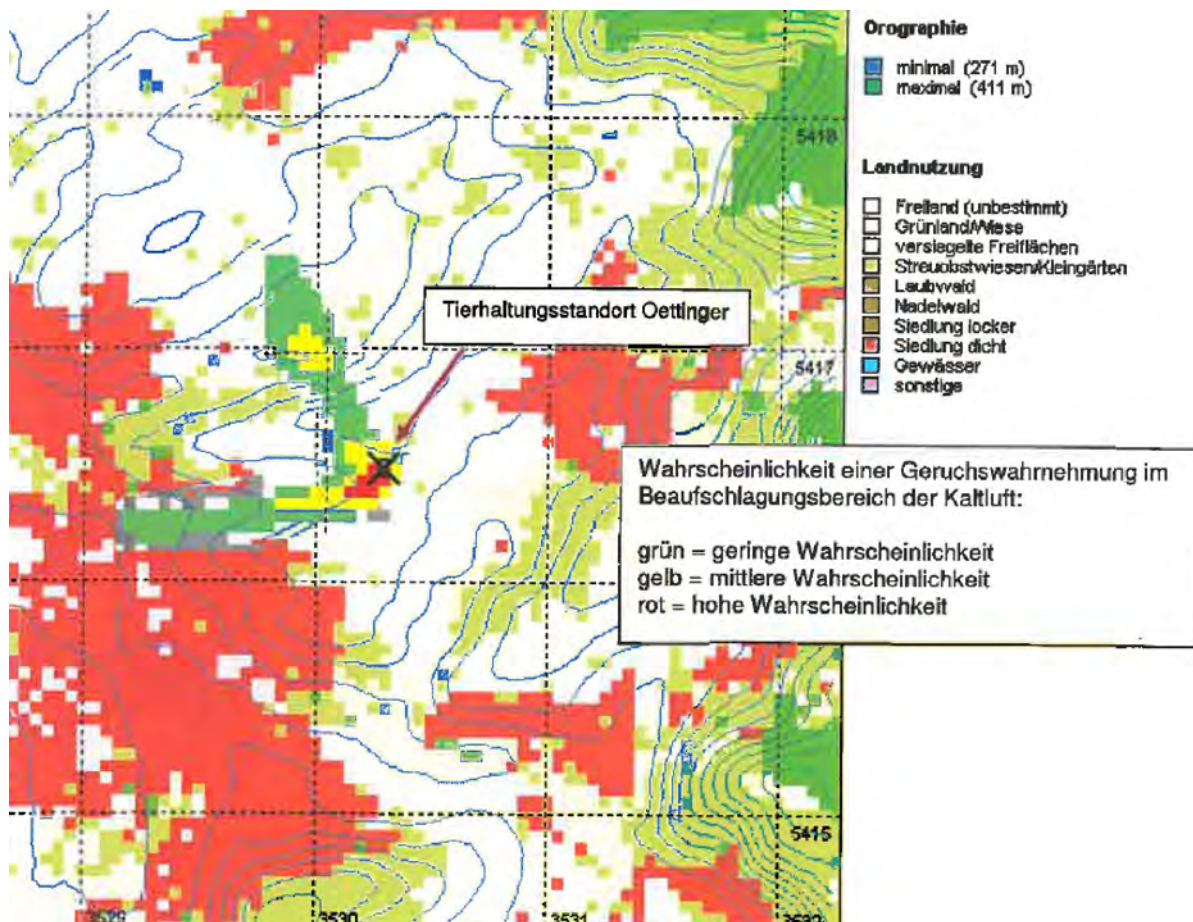 Orographie
minimal (271 m)
maximal (411 m)
5418
Landnutzung
Freiland (unbestimmt)
Grünland/Wiese
versiegelte Freiflächen
Streuobstwiesen/Kleingärten
Laubwald
Nadelwald
Siedlung locker
Siedlung dicht
Gewässer
sonstige
Tierhaltungsstandort Oettinger
5417
Wahrscheinlichkeit einer Geruchswahrnehmung im
Beaufschlagungsbereich der Kaltluft:
grün = geringe Wahrscheinlichkeit
gelb = mittlere Wahrscheinlichkeit
rot = hohe Wahrscheinlichkeit
5415
3529
3530
3531
3532